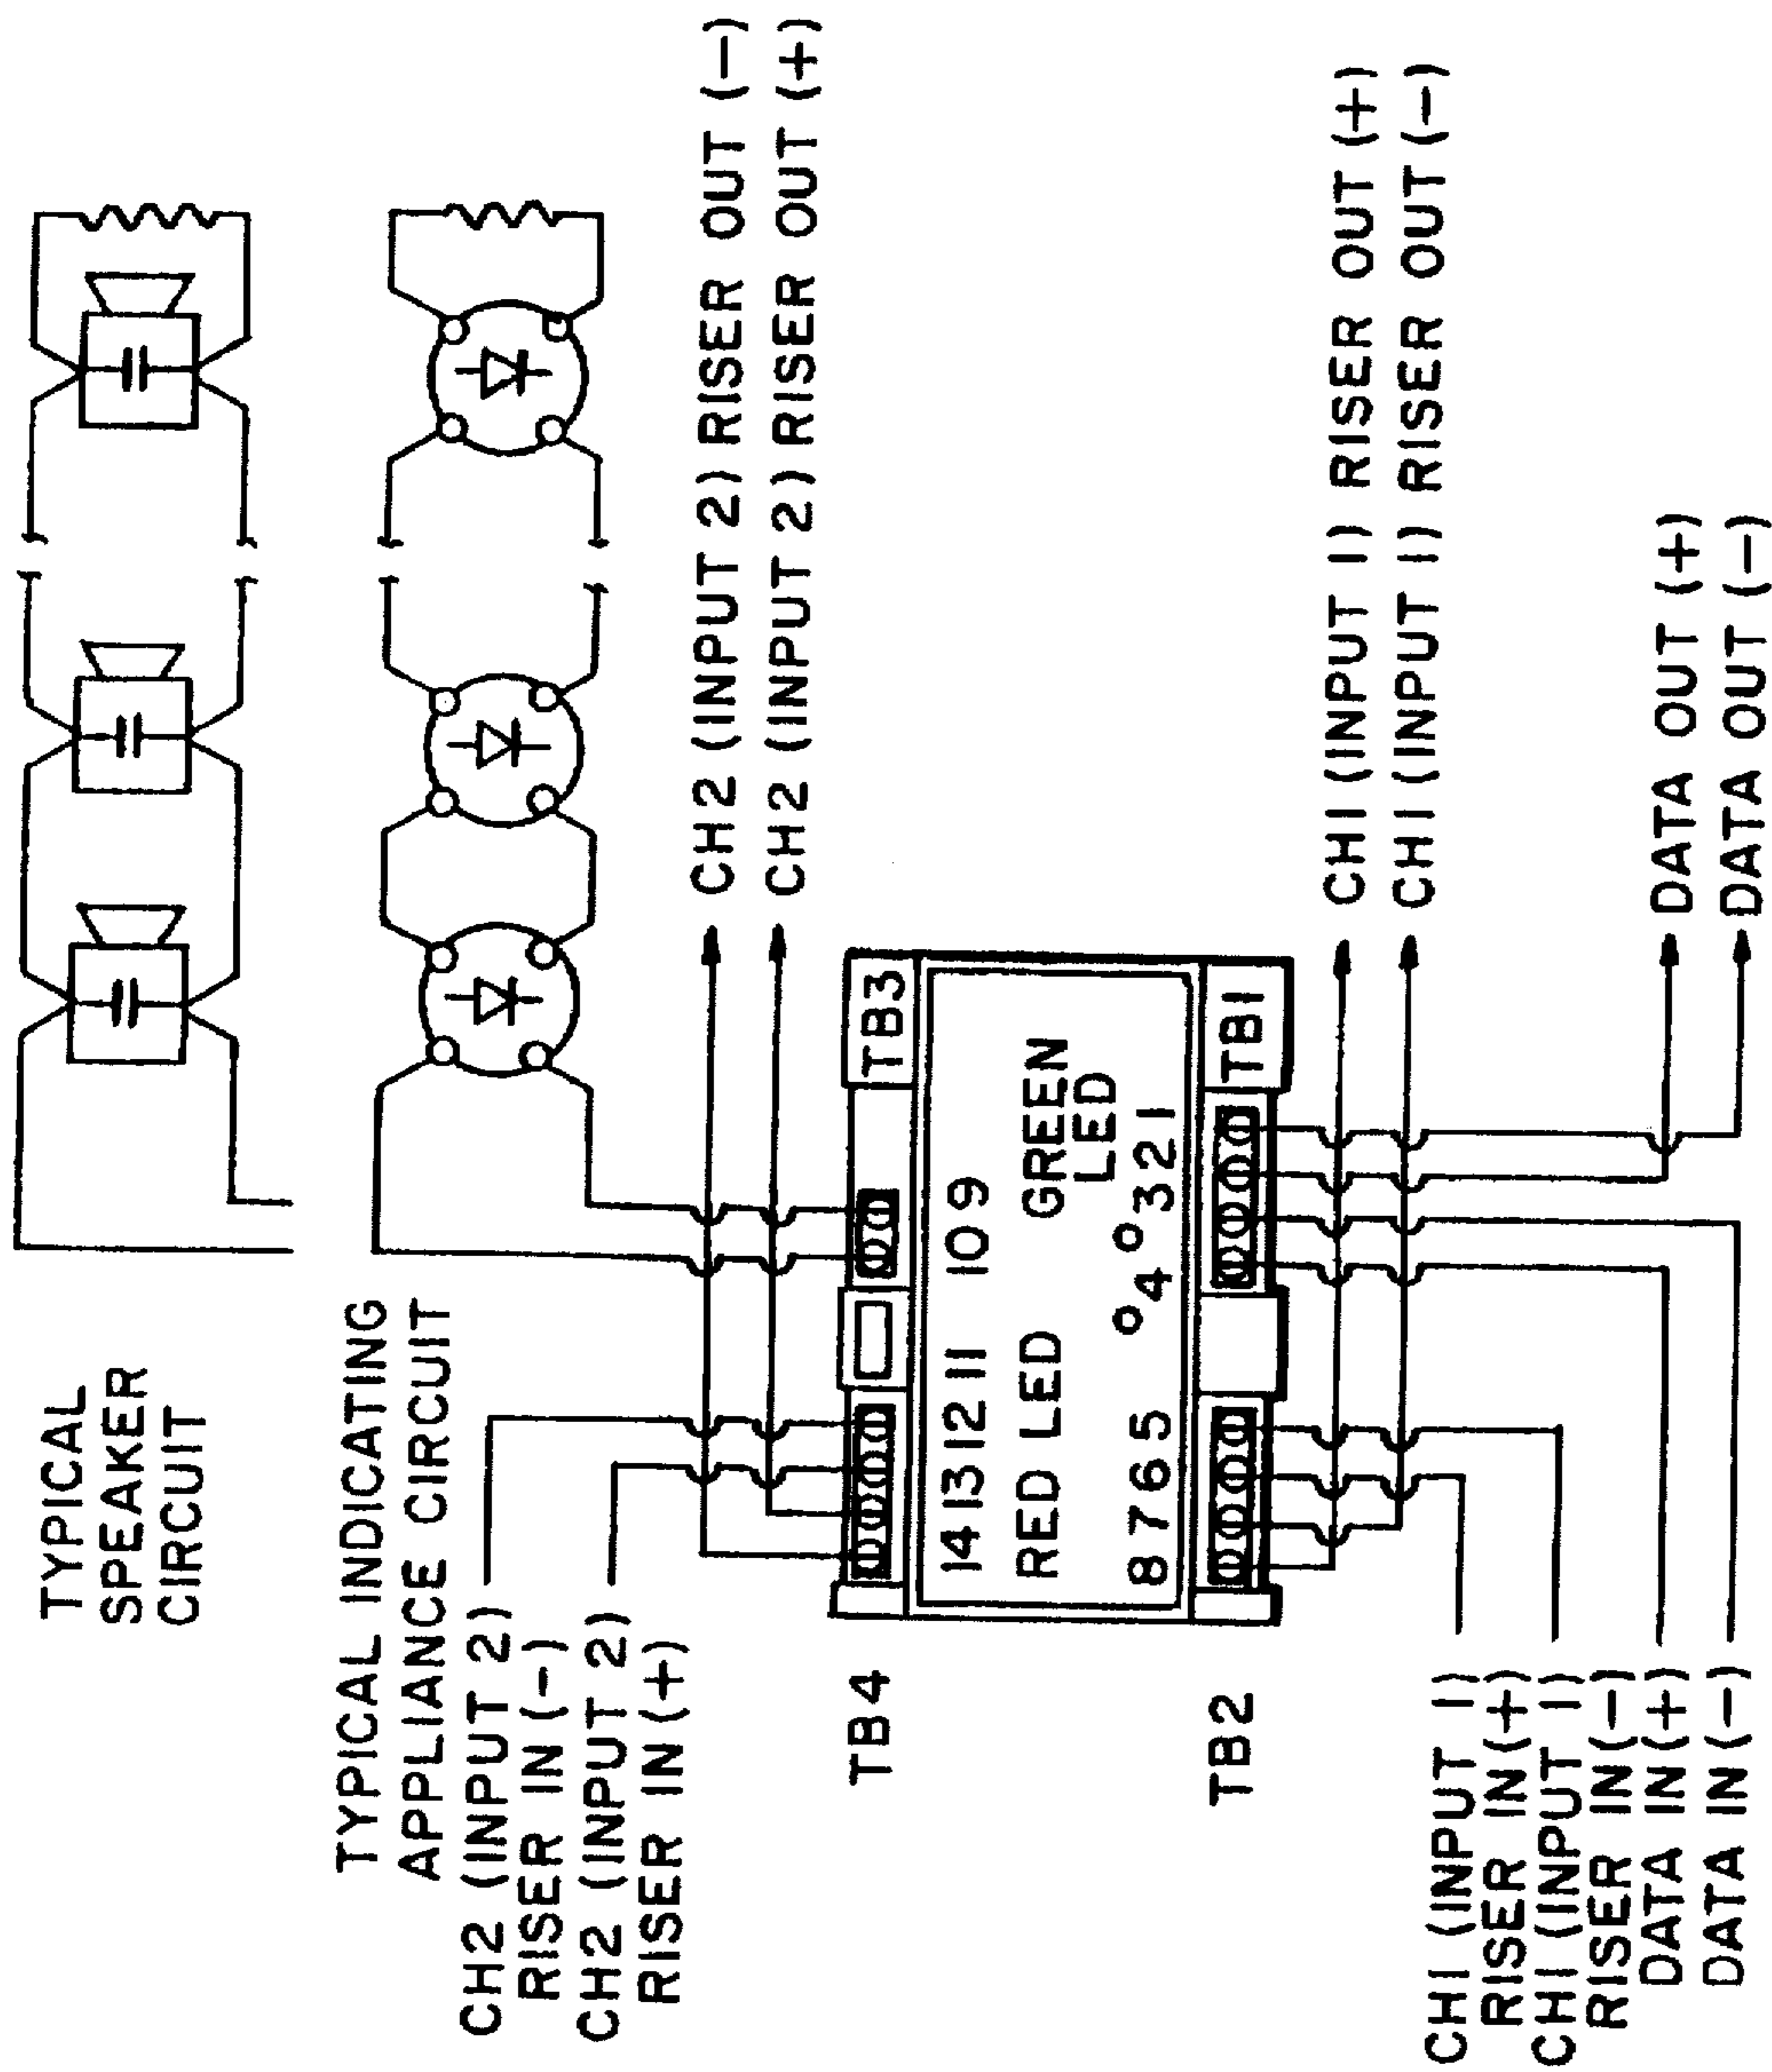 TYPICAL
SPEAKER
CIRCUIT
TYPICAL INDICATING
APPLIANCE CIRCUIT
CH2 (INPUT 2)
RISER IN (-)
CH2 (INPUT 2)
RISER IN (+)
CH2 (INPUT 2) RISER OUT (-)
CH2 (INPUT 2) RISER OUT (+)
TB4
TB3
14 13 12 11 10 9
RED LED
GREEN
LED
8 7 6 5 4 3 2 1
TB2
TB1
CH1 (INPUT 1) RISER OUT (+)
CH1 (INPUT 1) RISER OUT (-)
CH1 (INPUT 1)
RISER IN (+)
CH1 (INPUT 1)
RISER IN (-)
DATA IN (+)
DATA IN (-)
DATA OUT (+)
DATA OUT (-)